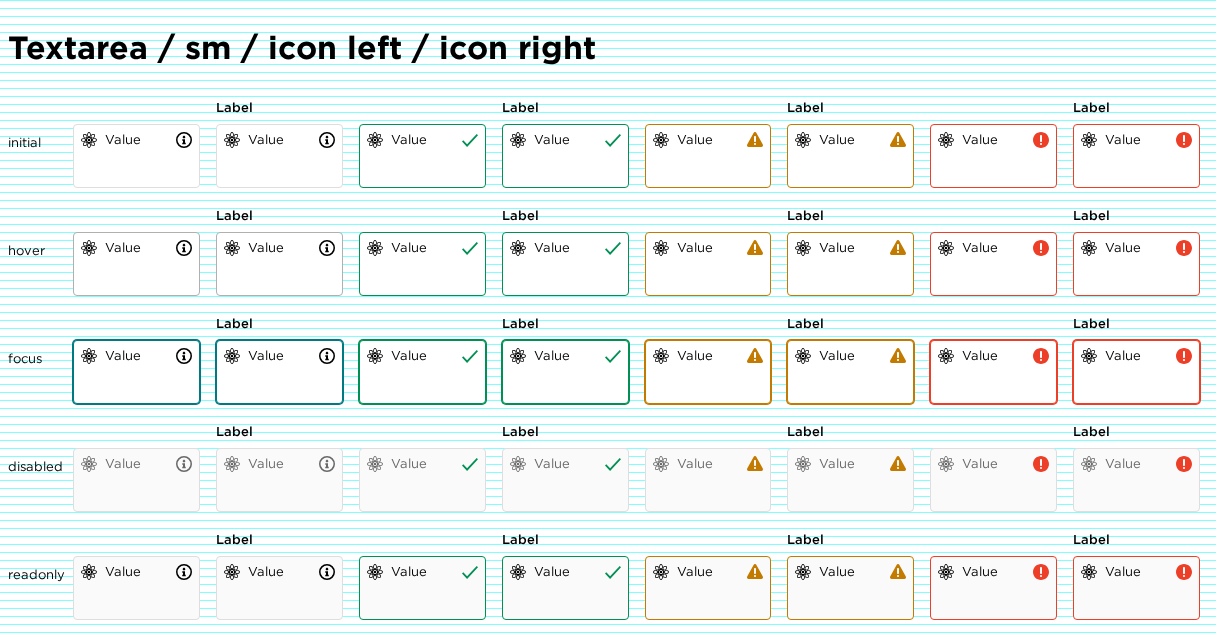 Textarea / sm / icon left / icon right
Label Label Label Label
initial Value Value Value Value Value Value Value Value
Label Label Label Label
hover Value Value Value Value Value Value Value Value
Label Label Label Label
focus Value Value Value Value Value Value Value Value
Label Label Label Label
disabled Value Value Value Value Value Value Value Value
Label Label Label Label
readonly Value Value Value Value Value Value Value Value